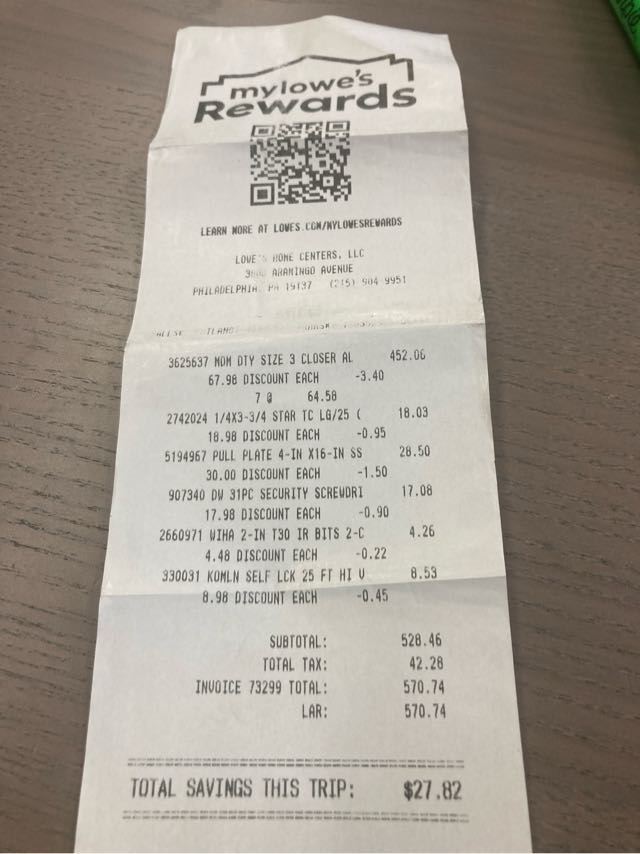 mylowe's
Rewards
LEARN MORE AT LOWES.COM/MYLOWESREWARDS
LOWE'S HOME CENTERS, LLC
ARAMINGO AVENUE
PHILADELPHIA, PA 19137 (215) 904 9951
3625637 MDM DTY SIZE 3 CLOSER AL 452.06
67.98 DISCOUNT EACH -3.40
7 @ 64.58
2742024 1/4X3-3/4 STAR TC LG/25 ( 18.03
18.98 DISCOUNT EACH -0.95
5194967 PULL PLATE 4-IN X16-IN SS 28.50
30.00 DISCOUNT EACH -1.50
907340 DW 31PC SECURITY SCREWDRI 17.08
17.98 DISCOUNT EACH -0.90
2660971 WIHA 2-IN T30 IR BITS 2-C 4.26
4.48 DISCOUNT EACH -0.22
330031 KOMLN SELF LCK 25 FT HI V 8.53
8.98 DISCOUNT EACH -0.45
SUBTOTAL: 528.46
TOTAL TAX: 42.28
INVOICE 73299 TOTAL: 570.74
LAR: 570.74
TOTAL SAVINGS THIS TRIP: $27.82